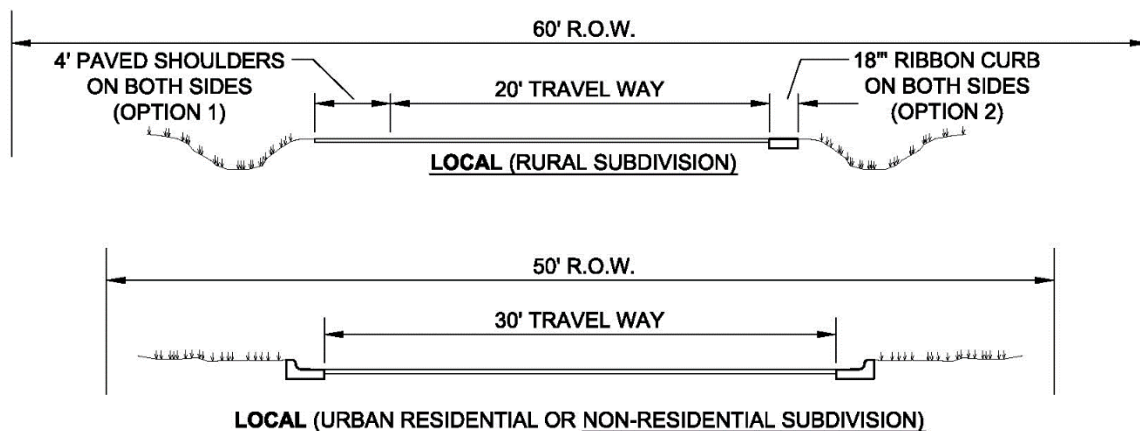 60' R.O.W.
4' PAVED SHOULDERS
ON BOTH SIDES
(OPTION 1)
20' TRAVEL WAY
18'" RIBBON CURB
ON BOTH SIDES
(OPTION 2)
LOCAL (RURAL SUBDIVISION)
50' R.O.W.
30' TRAVEL WAY
LOCAL (URBAN RESIDENTIAL OR NON-RESIDENTIAL SUBDIVISION)